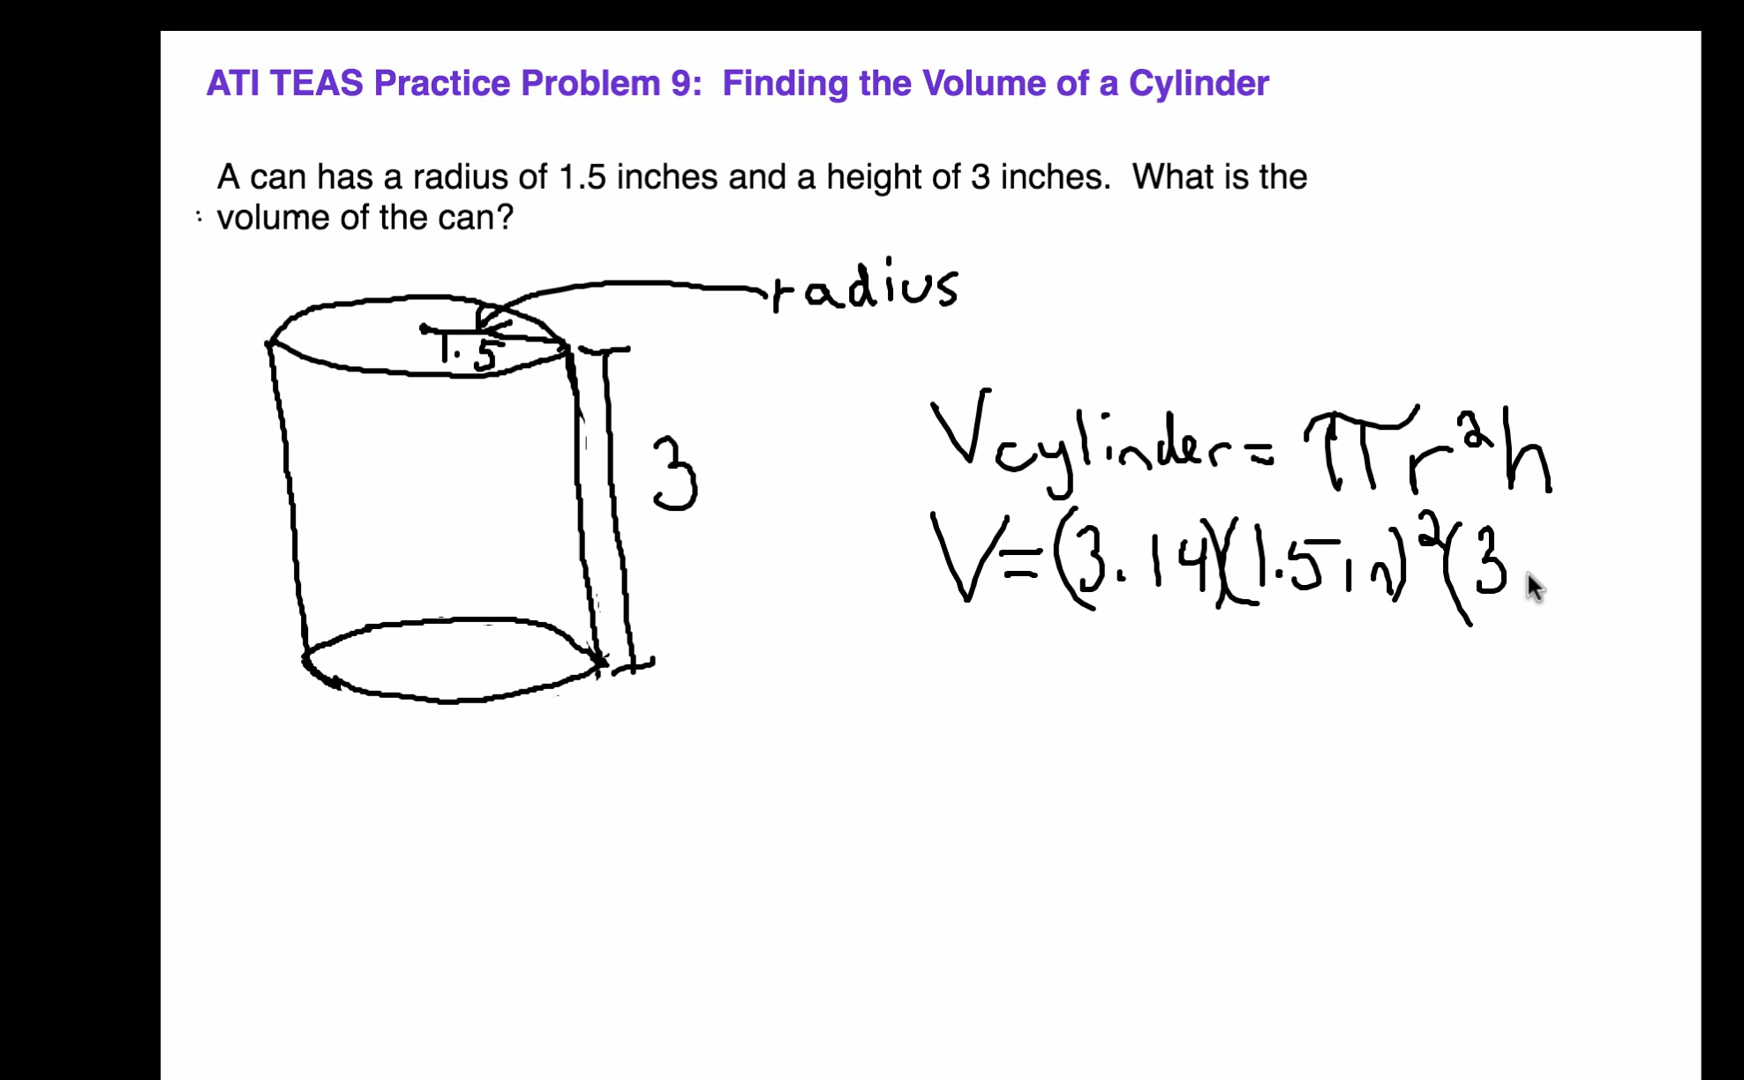 ATI TEAS Practice Problem 9: Finding the Volume of a Cylinder
A can has a radius of 1.5 inches and a height of 3 inches. What is the
volume of the can?
radius
1.5
3
Vcylinder = πr²h
V=(3.14)(1.5in)²(3